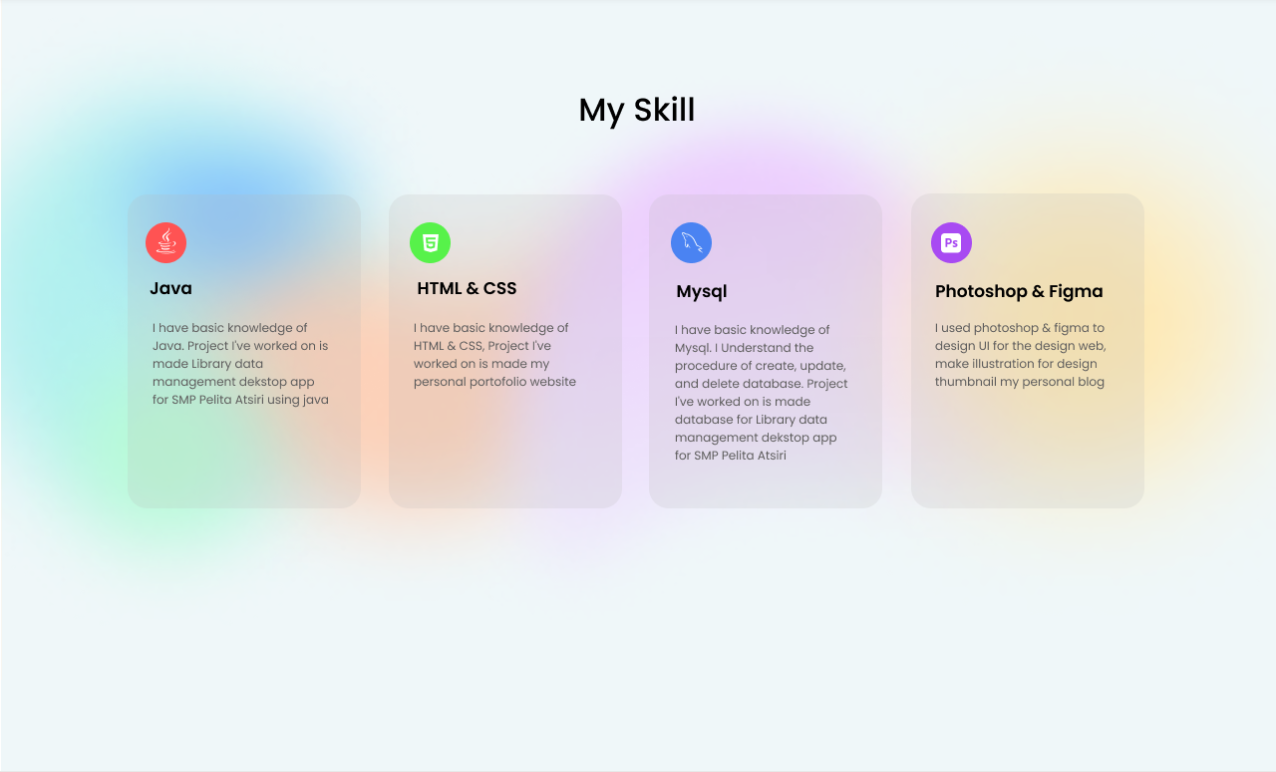 My Skill
Java
I have basic knowledge of
Java. Project I've worked on is
made Library data
management dekstop app
for SMP Pelita Atsiri using java
HTML & CSS
I have basic knowledge of
HTML & CSS, Project I've
worked on is made my
personal portofolio website
Mysql
I have basic knowledge of
Mysql. I Understand the
procedure of create, update,
and delete database. Project
I've worked on is made
database for Library data
management dekstop app
for SMP Pelita Atsiri
Ps
Photoshop & Figma
I used photoshop & figma to
design UI for the design web,
make illustration for design
thumbnail my personal blog